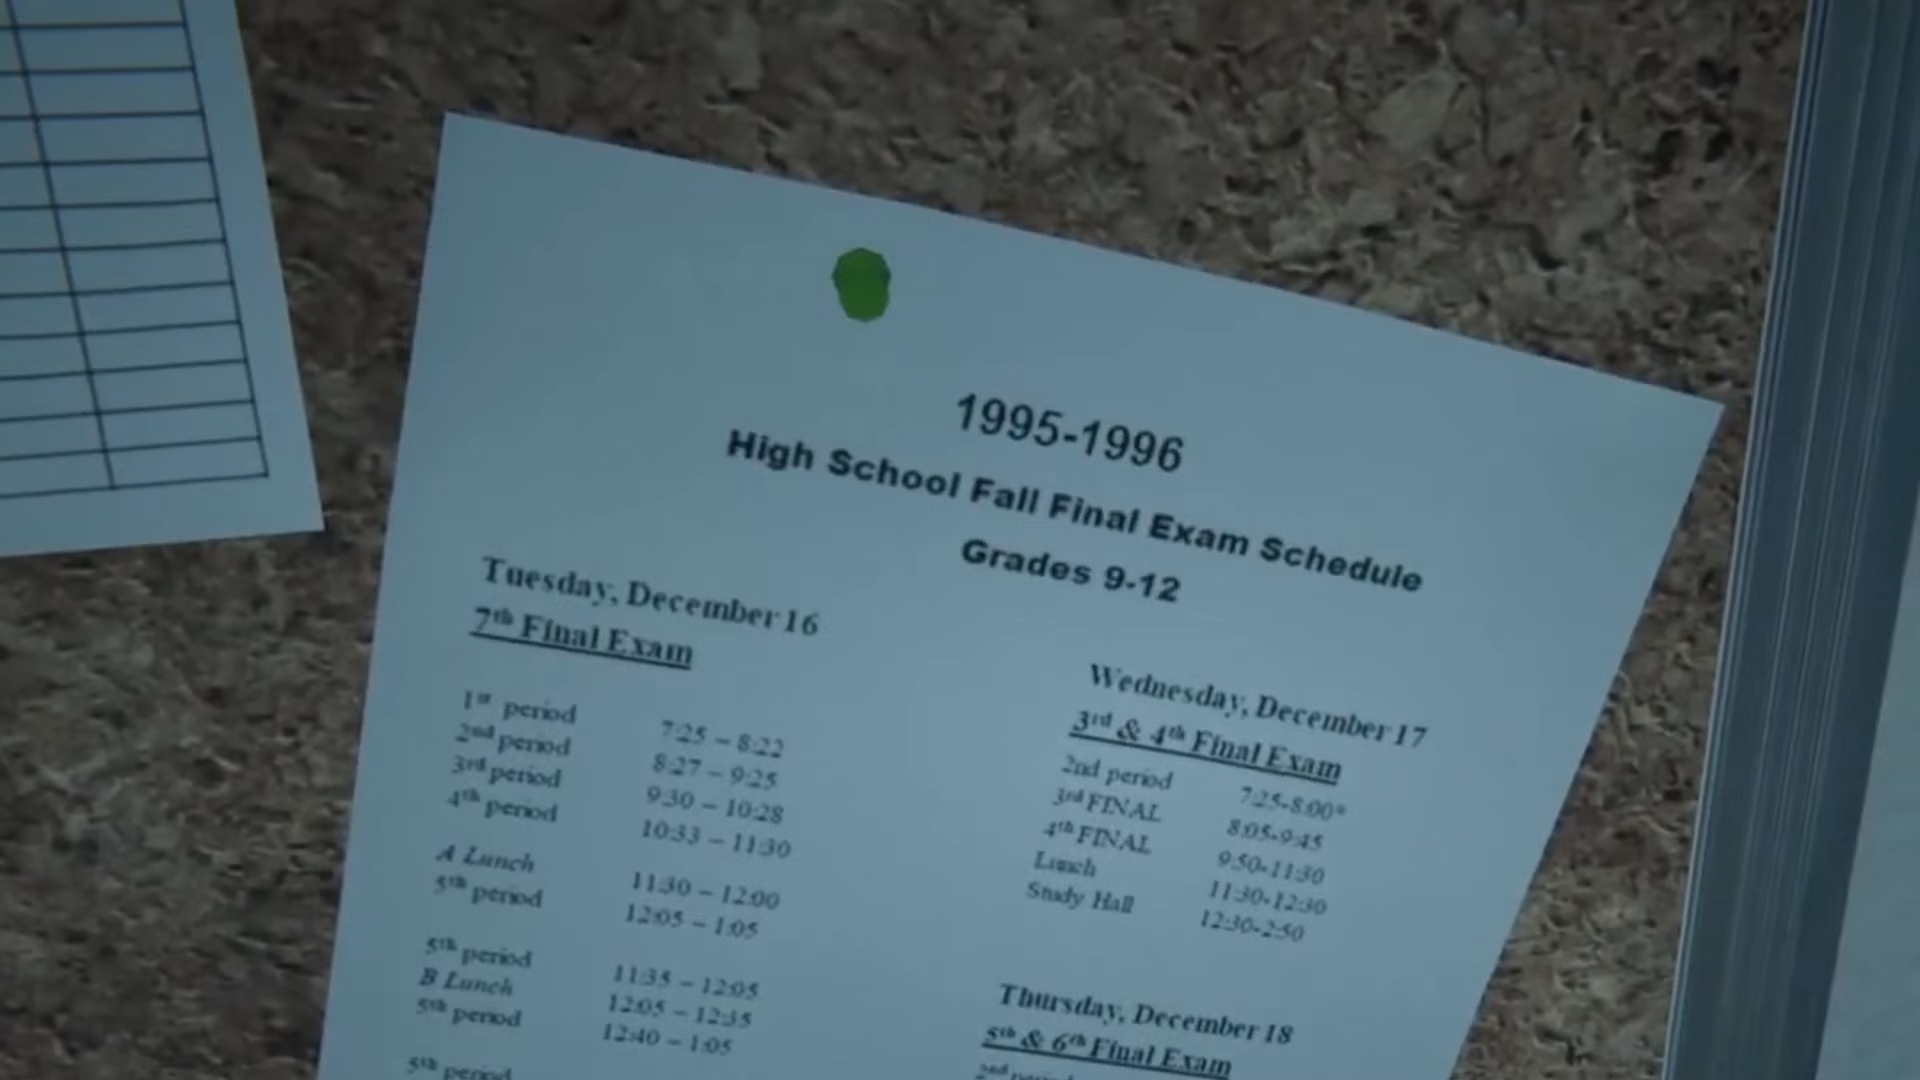 1995-1996
High School Fall Final Exam Schedule
Grades 9-12
Tuesday, December 16
7th Final Exam
1st period 7:25 – 8:22
2nd period 8:27 – 9:25
3rd period 9:30 – 10:28
4th period 10:33 – 11:30
A Lunch 11:30 – 12:00
5th period 12:05 – 1:05
5th period 11:35 – 12:05
B Lunch 12:05 – 12:35
5th period 12:40 – 1:05
5th period
Wednesday, December 17
3rd & 4th Final Exam
2nd period 7:25-8:00*
3rd FINAL 8:05-9:45
4th FINAL 9:50-11:30
Lunch 11:30-12:30
Study Hall 12:30-2:50
Thursday, December 18
5th & 6th Final Exam
2nd period